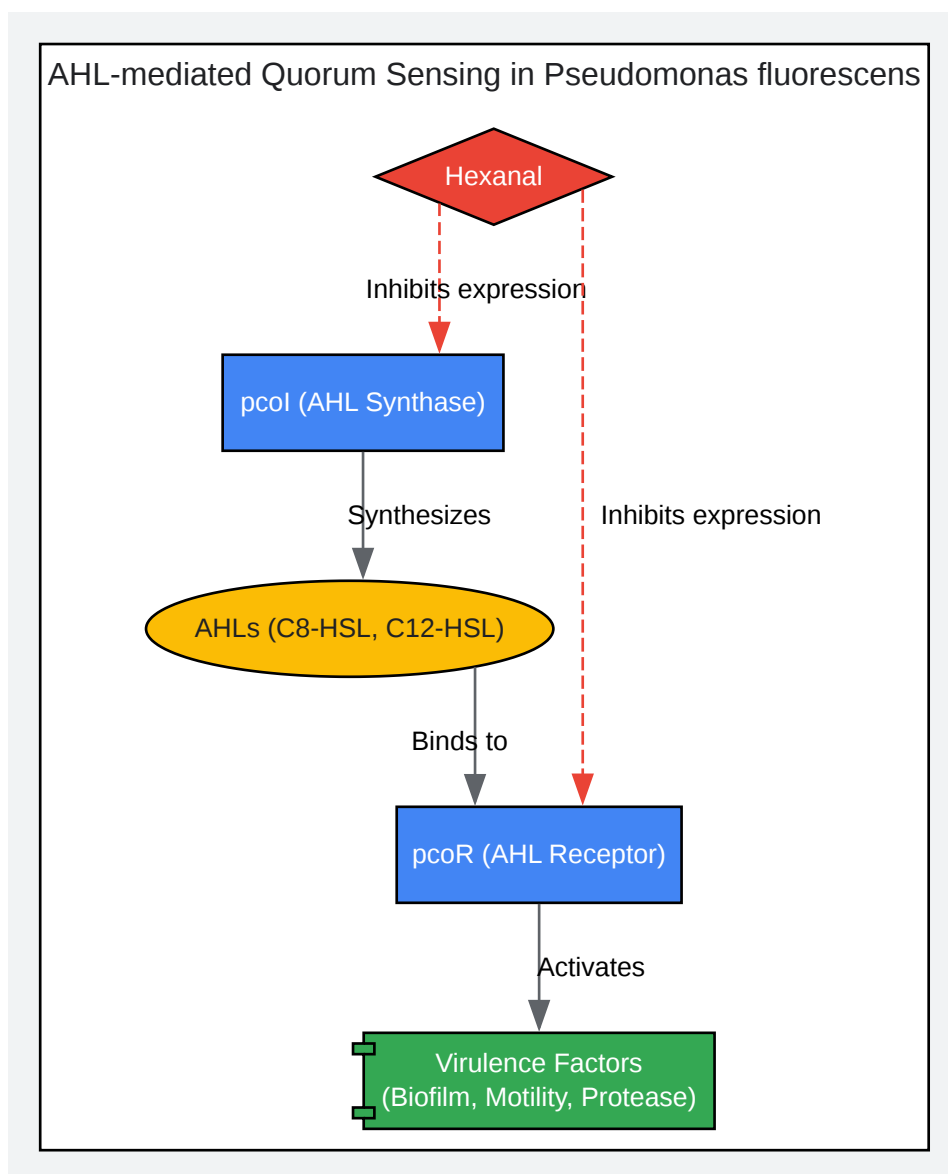 AHL-mediated Quorum Sensing in Pseudomonas fluorescens
Hexanal
Inhibits expression
pcoI (AHL Synthase)
Synthesizes
Inhibits expression
AHLs (C8-HSL, C12-HSL)
Binds to
pcoR (AHL Receptor)
Activates
Virulence Factors
(Biofilm, Motility, Protease)